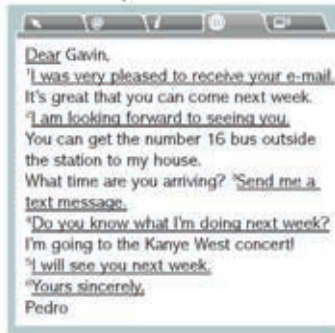 Dear Gavin,
¹I was very pleased to receive your e-mail.
It's great that you can come next week.
²I am looking forward to seeing you.
You can get the number 16 bus outside
the station to my house.
What time are you arriving? ³Send me a
text message.
⁴Do you know what I'm doing next week?
I'm going to the Kanye West concert!
⁵I will see you next week.
⁶Yours sincerely,
Pedro